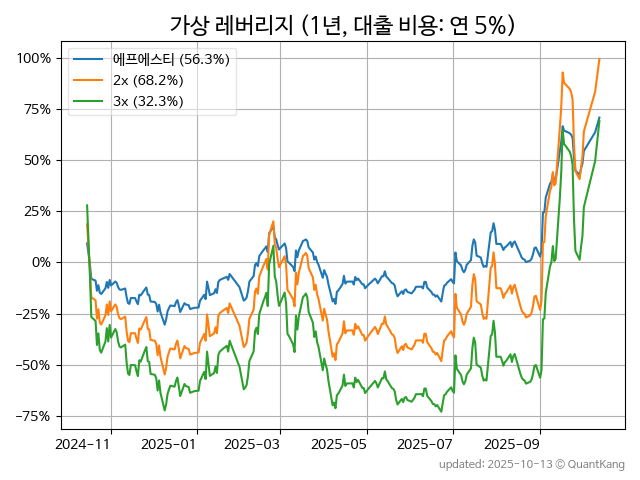 가상 레버리지 (1년, 대출 비용: 연 5%)
에프에스티 (56.3%)
2x (68.2%)
3x (32.3%)
100%
75%
50%
25%
0%
−25%
−50%
−75%
2024-11 2025-01 2025-03 2025-05 2025-07 2025-09
updated: 2025-10-13 © QuantKang